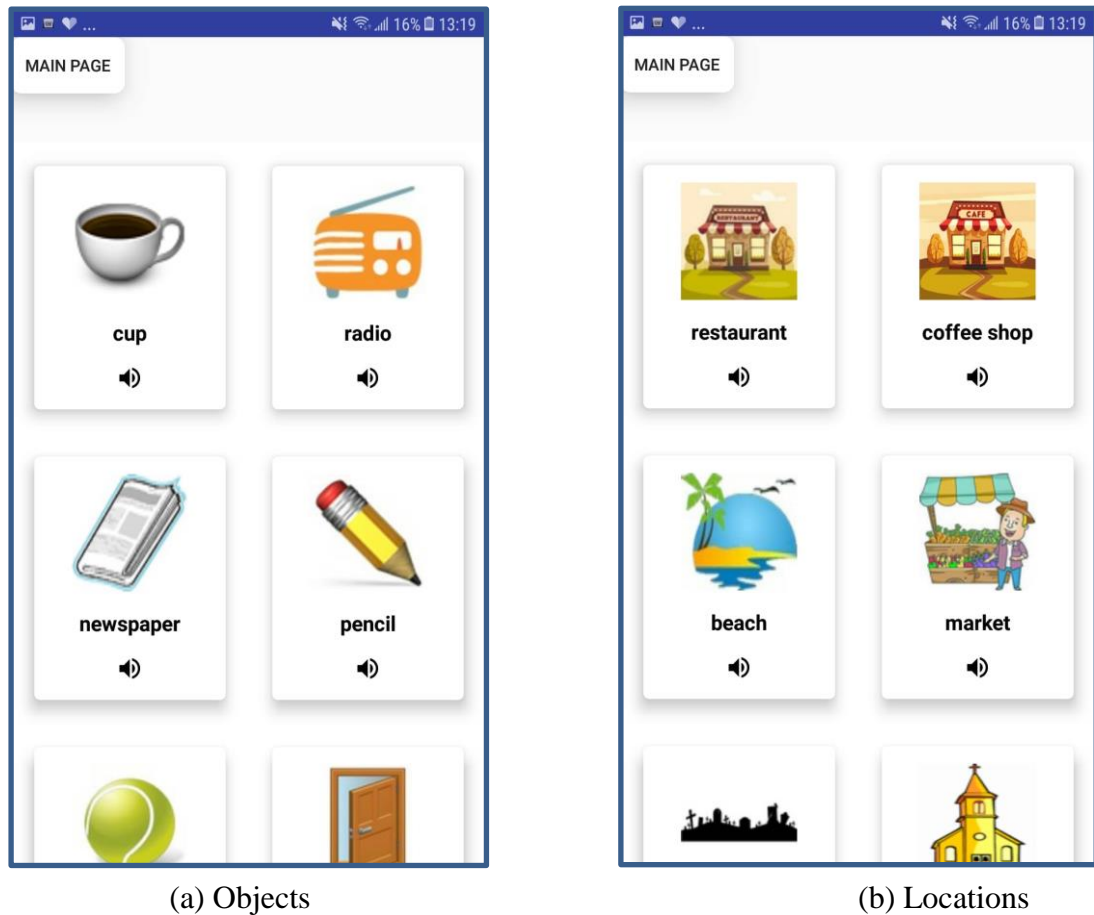 ... 16% 13:19
MAIN PAGE
cup radio
newspaper pencil
(a) Objects
... 16% 13:19
MAIN PAGE
RESTAURANT CAFE
restaurant coffee shop
beach market
(b) Locations